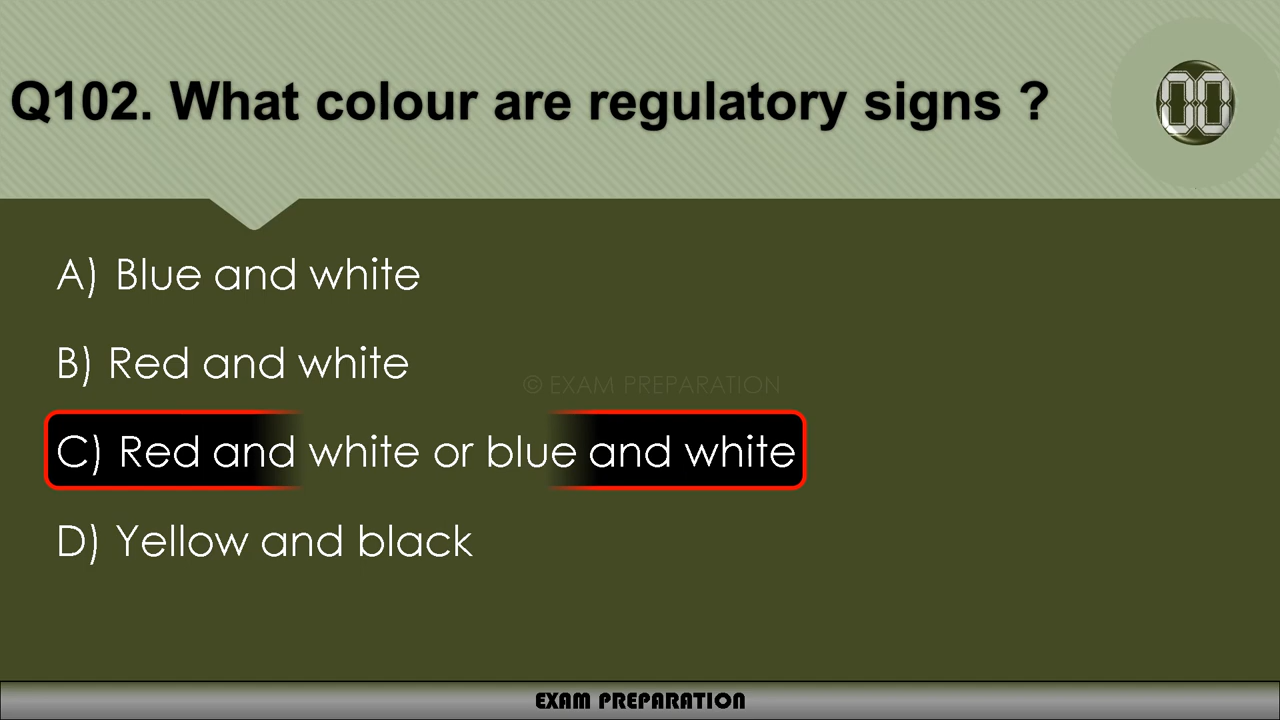 Q102. What colour are regulatory signs ?
00
A) Blue and white
B) Red and white
© EXAM PREPARATION
C) Red and white or blue and white
D) Yellow and black
EXAM PREPARATION